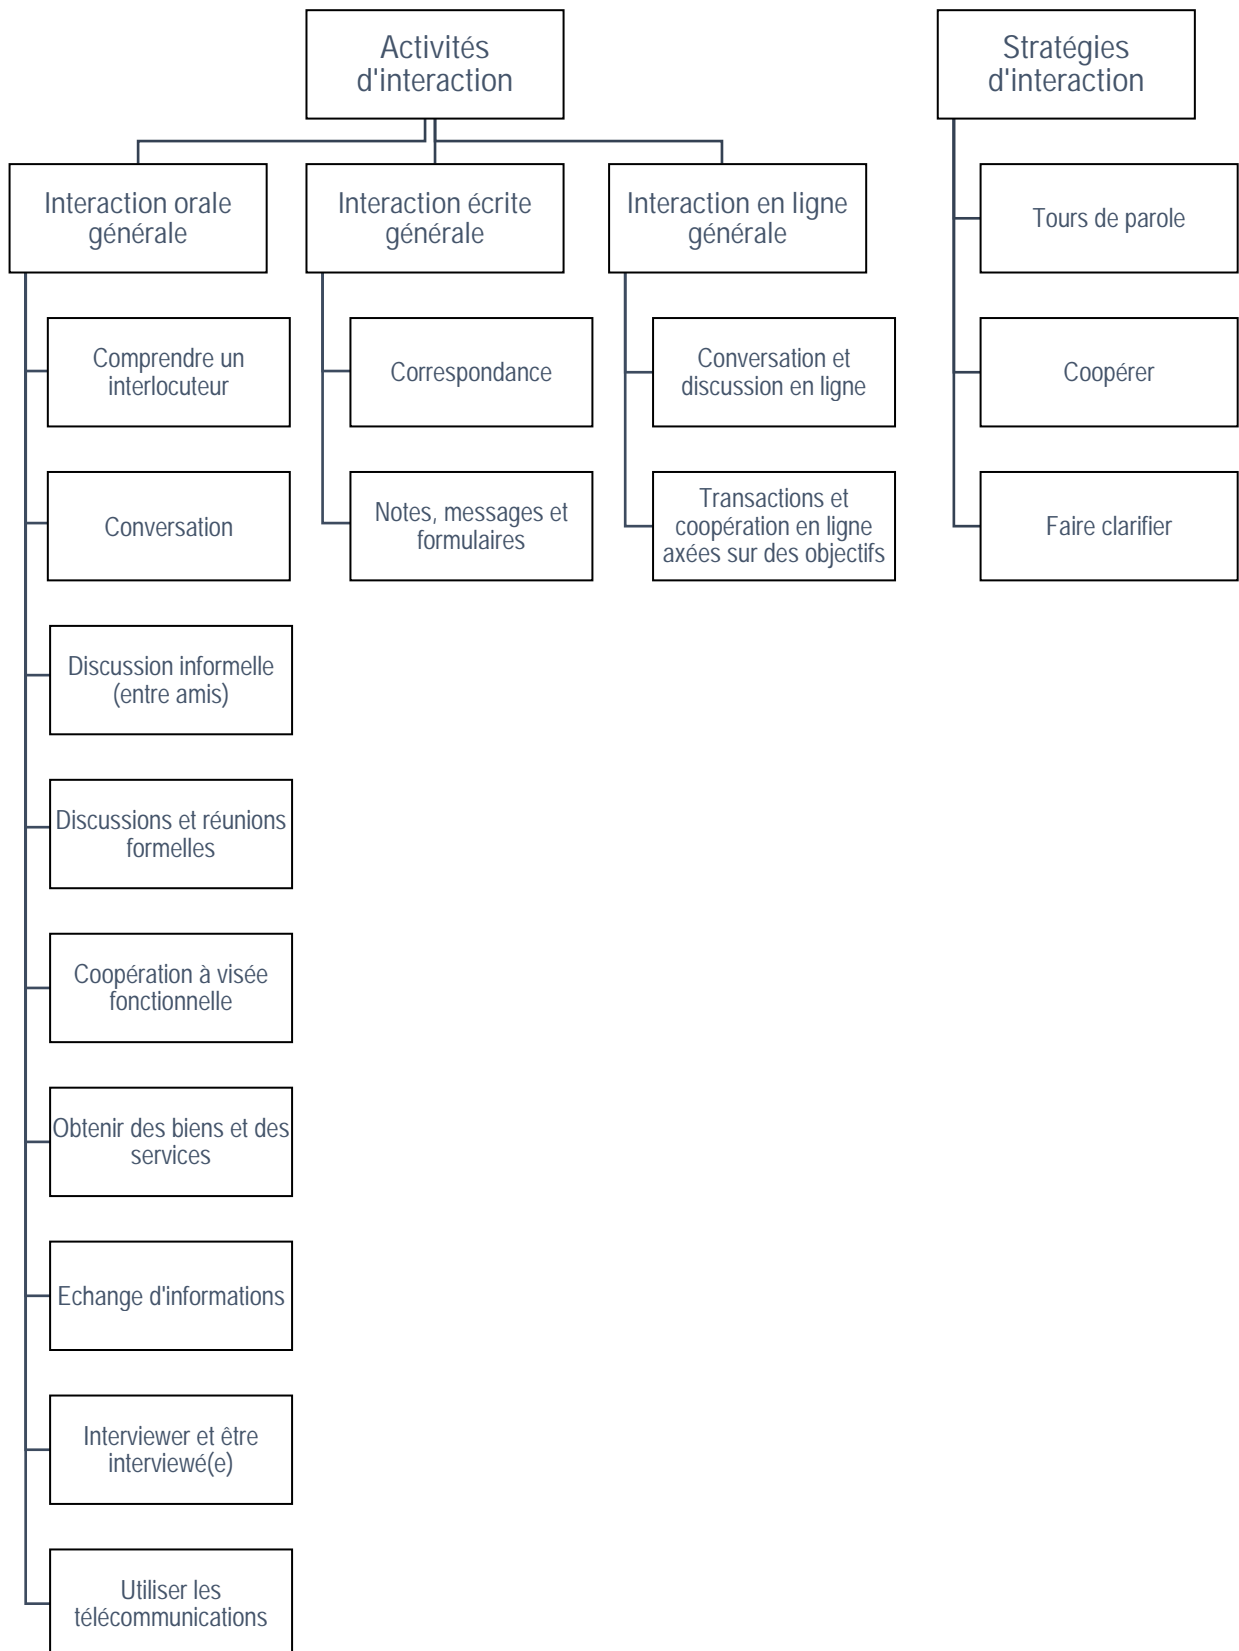 Activités
d'interaction
Stratégies
d'interaction
Interaction orale
générale
Interaction écrite
générale
Interaction en ligne
générale
Tours de parole
Comprendre un
interlocuteur
Correspondance
Conversation et
discussion en ligne
Coopérer
Conversation
Notes, messages et
formulaires
Transactions et
coopération en ligne
axées sur des objectifs
Faire clarifier
Discussion informelle
(entre amis)
Discussions et réunions
formelles
Coopération à visée
fonctionnelle
Obtenir des biens et des
services
Echange d'informations
Interviewer et être
interviewé(e)
Utiliser les
télécommunications